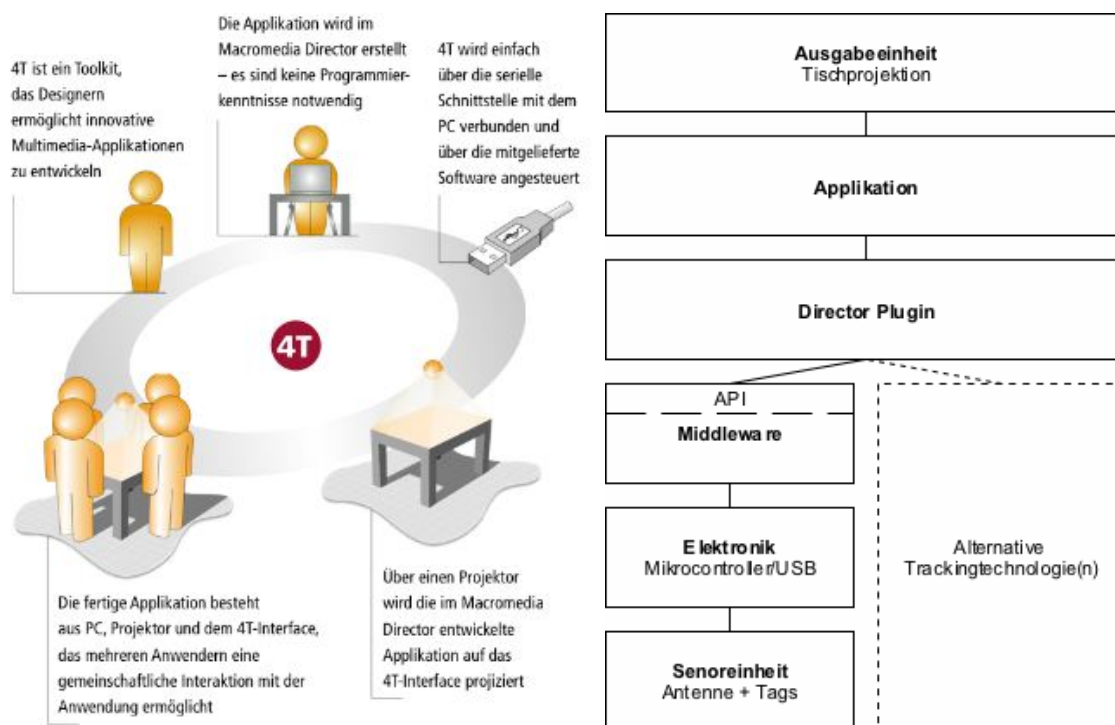 4T ist ein Toolkit,
das Designern
ermöglicht innovative
Multimedia-Applikationen
zu entwickeln
Die Applikation wird im
Macromedia Director erstellt
– es sind keine Programmier-
kenntnisse notwendig
4T wird einfach
über die serielle
Schnittstelle mit dem
PC verbunden und
über die mitgelieferte
Software angesteuert
4T
Die fertige Applikation besteht
aus PC, Projektor und dem 4T-Interface,
das mehreren Anwendern eine
gemeinschaftliche Interaktion mit der
Anwendung ermöglicht
Über einen Projektor
wird die im Macromedia
Director entwickelte
Applikation auf das
4T-Interface projiziert
Ausgabeeinheit
Tischprojektion
Applikation
Director Plugin
API
Middleware
Elektronik
Mikrocontroller/USB
Senoreinheit
Antenne + Tags
Alternative
Trackingtechnologie(n)